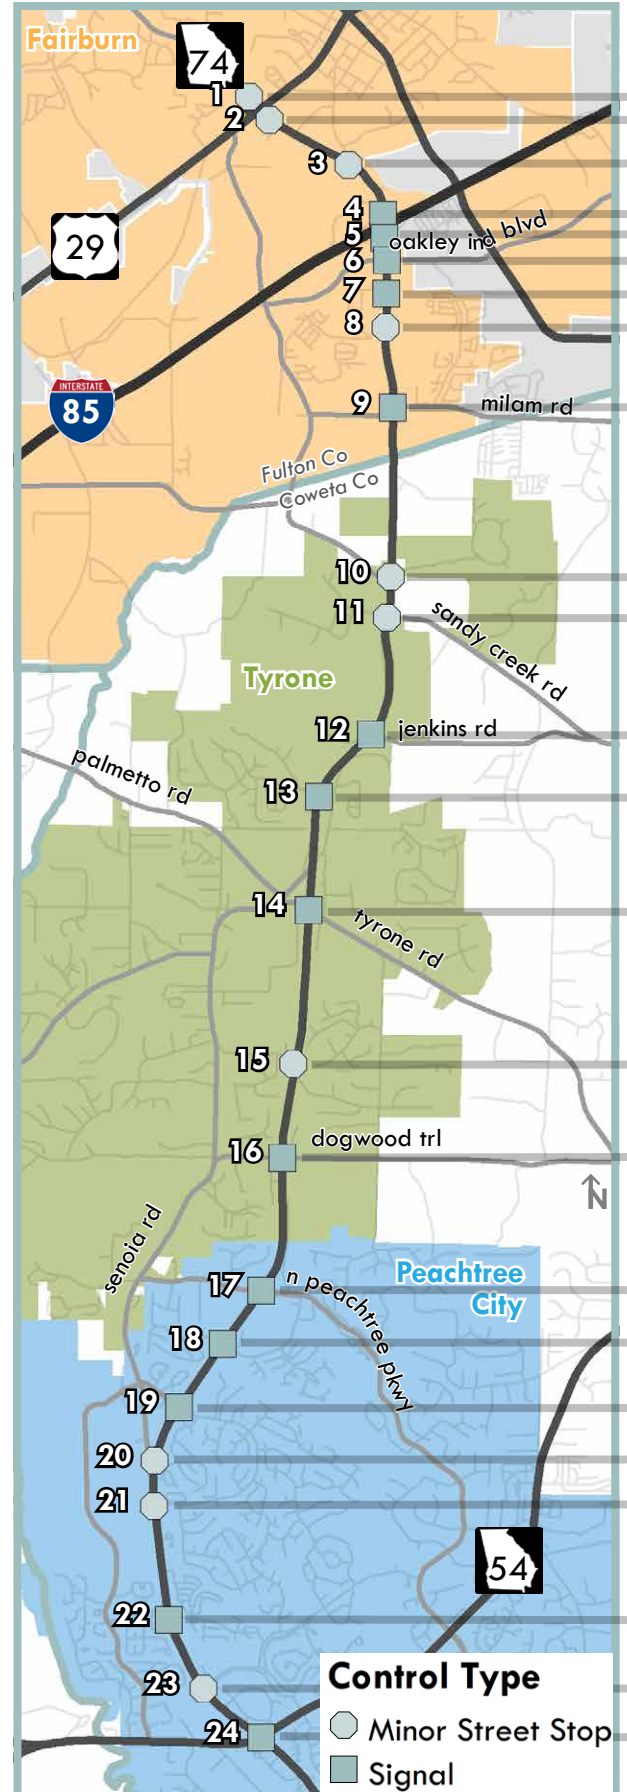 Fairburn
74
1
2
3
4
29
5
oakley ind blvd
6
7
8
INTERSTATE
85
9
milam rd
Fulton Co
Coweta Co
10
11
sandy creek rd
Tyrone
12
jenkins rd
palmetto rd
13
14
tyrone rd
15
16
dogwood trl
N
senoia rd
17
n peachtree pkwy
Peachtree
City
18
19
20
21
54
22
23
24
Control Type
Minor Street Stop
Signal